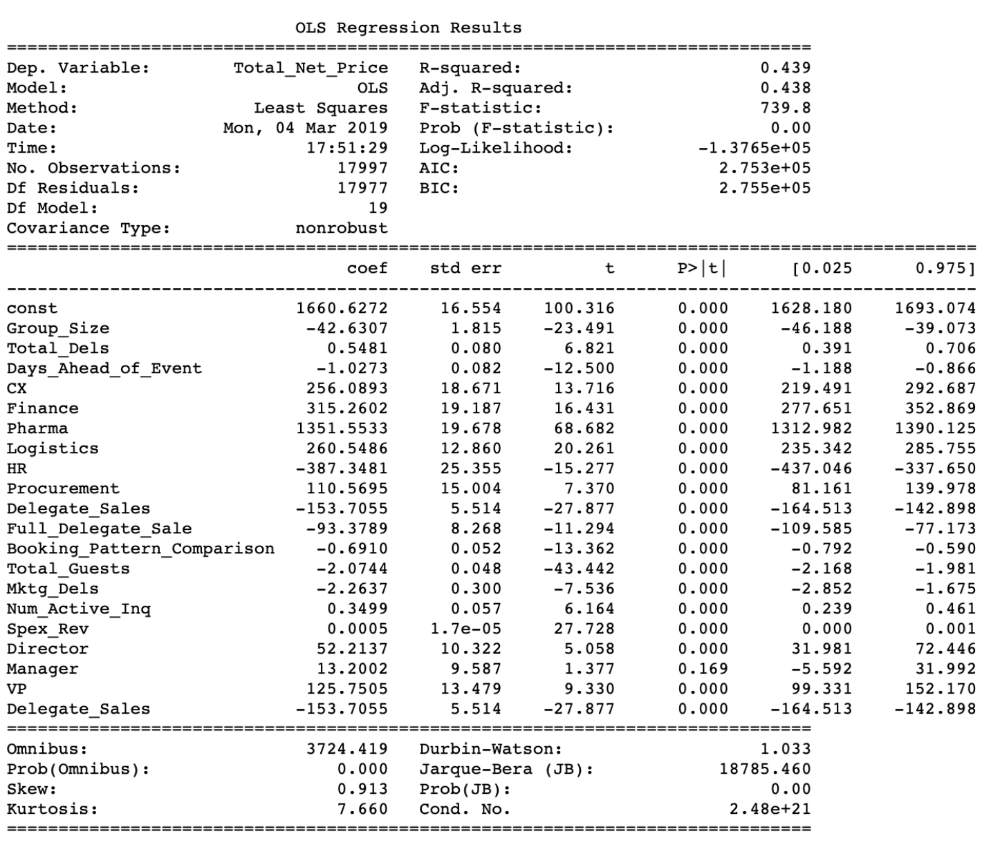 OLS Regression Results
==============================================================================
Dep. Variable: Total_Net_Price R-squared: 0.439
Model: OLS Adj. R-squared: 0.438
Method: Least Squares F-statistic: 739.8
Date: Mon, 04 Mar 2019 Prob (F-statistic): 0.00
Time: 17:51:29 Log-Likelihood: -1.3765e+05
No. Observations: 17997 AIC: 2.753e+05
Df Residuals: 17977 BIC: 2.755e+05
Df Model: 19
Covariance Type: nonrobust
==============================================================================================
coef std err t P>|t| [0.025 0.975]
----------------------------------------------------------------------------------------------
const 1660.6272 16.554 100.316 0.000 1628.180 1693.074
Group_Size -42.6307 1.815 -23.491 0.000 -46.188 -39.073
Total_Dels 0.5481 0.080 6.821 0.000 0.391 0.706
Days_Ahead_of_Event -1.0273 0.082 -12.500 0.000 -1.188 -0.866
CX 256.0893 18.671 13.716 0.000 219.491 292.687
Finance 315.2602 19.187 16.431 0.000 277.651 352.869
Pharma 1351.5533 19.678 68.682 0.000 1312.982 1390.125
Logistics 260.5486 12.860 20.261 0.000 235.342 285.755
HR -387.3481 25.355 -15.277 0.000 -437.046 -337.650
Procurement 110.5695 15.004 7.370 0.000 81.161 139.978
Delegate_Sales -153.7055 5.514 -27.877 0.000 -164.513 -142.898
Full_Delegate_Sale -93.3789 8.268 -11.294 0.000 -109.585 -77.173
Booking_Pattern_Comparison -0.6910 0.052 -13.362 0.000 -0.792 -0.590
Total_Guests -2.0744 0.048 -43.442 0.000 -2.168 -1.981
Mktg_Dels -2.2637 0.300 -7.536 0.000 -2.852 -1.675
Num_Active_Inq 0.3499 0.057 6.164 0.000 0.239 0.461
Spex_Rev 0.0005 1.7e-05 27.728 0.000 0.000 0.001
Director 52.2137 10.322 5.058 0.000 31.981 72.446
Manager 13.2002 9.587 1.377 0.169 -5.592 31.992
VP 125.7505 13.479 9.330 0.000 99.331 152.170
Delegate_Sales -153.7055 5.514 -27.877 0.000 -164.513 -142.898
==============================================================================
Omnibus: 3724.419 Durbin-Watson: 1.033
Prob(Omnibus): 0.000 Jarque-Bera (JB): 18785.460
Skew: 0.913 Prob(JB): 0.00
Kurtosis: 7.660 Cond. No. 2.48e+21
==============================================================================